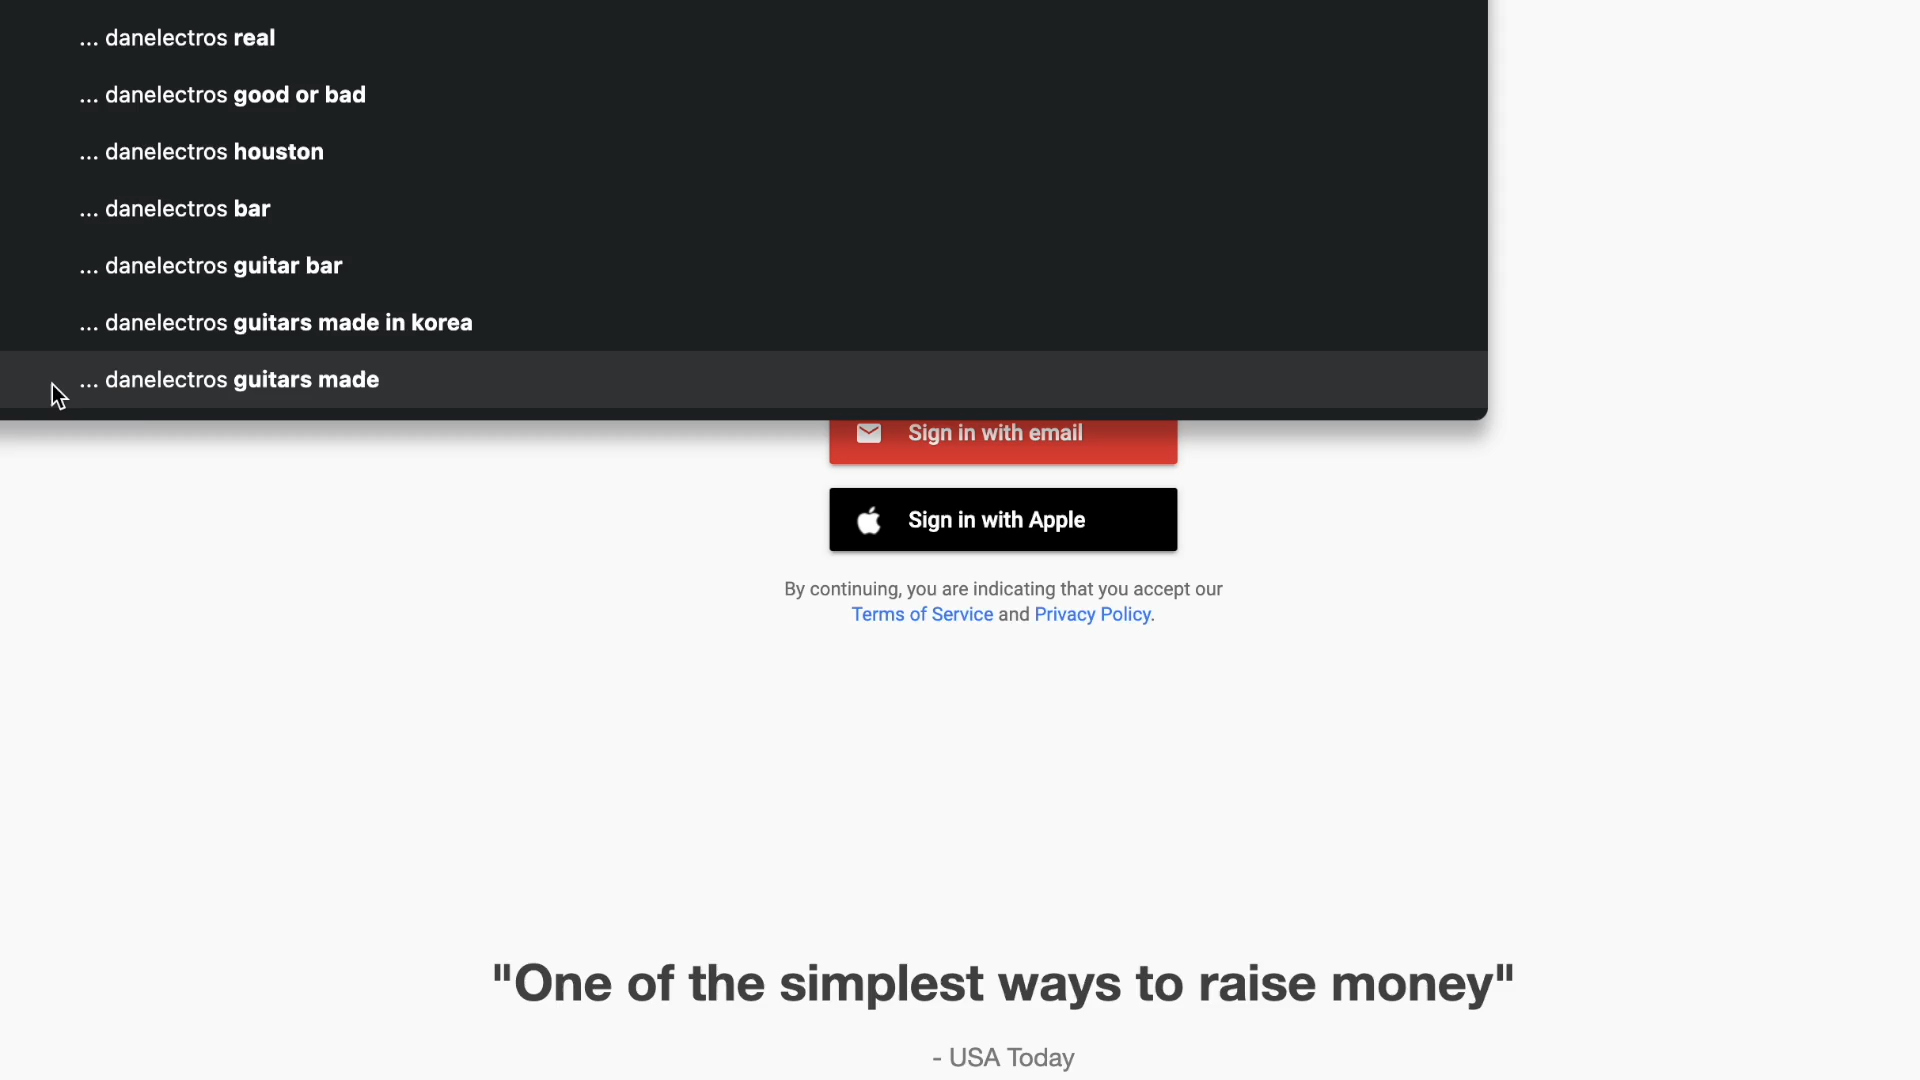 ... danelectros real
... danelectros good or bad
... danelectros houston
... danelectros bar
... danelectros guitar bar
... danelectros guitars made in korea
... danelectros guitars made
Sign in with email
Sign in with Apple
By continuing, you are indicating that you accept our
Terms of Service and Privacy Policy.
"One of the simplest ways to raise money"
- USA Today